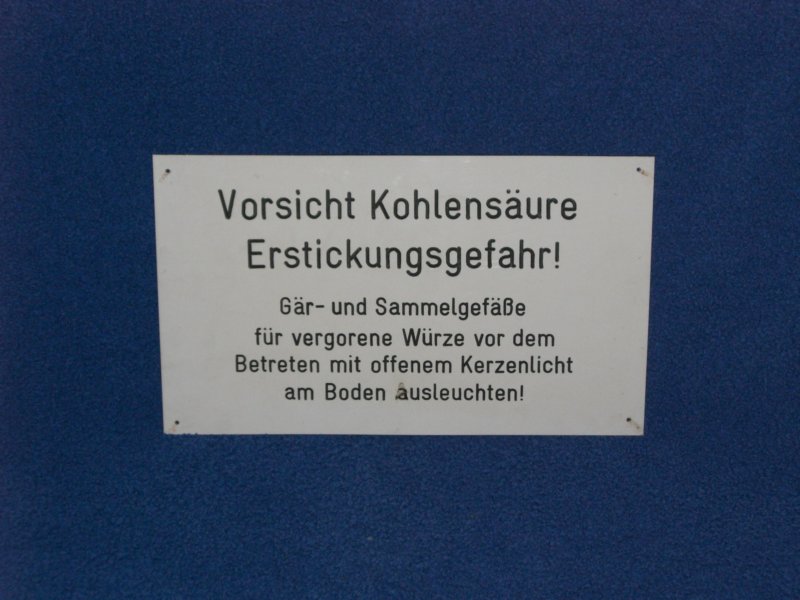 Vorsicht Kohlensäure
Erstickungsgefahr!
Gär- und Sammelgefäße
für vergorene Würze vor dem
Betreten mit offenem Kerzenlicht
am Boden ausleuchten!